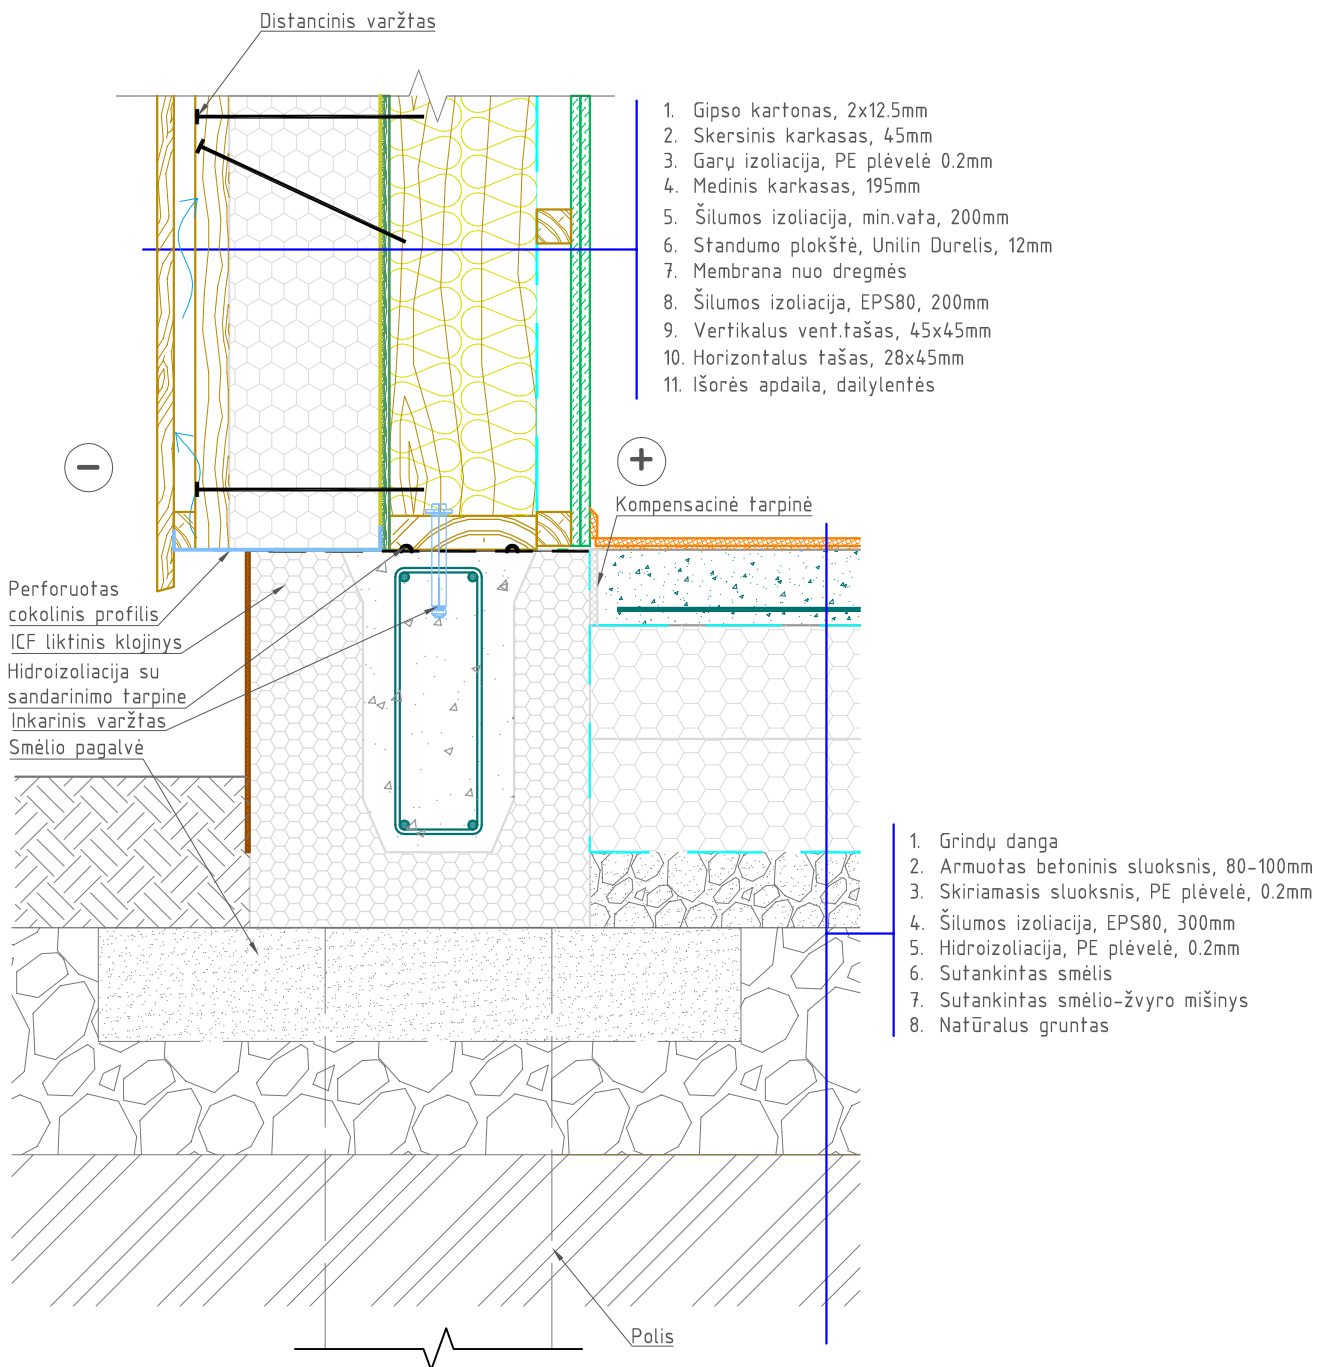 Distancinis varžtas
1. Gipso kartonas, 2x12.5mm
2. Skersinis karkasas, 45mm
3. Garų izoliacija, PE plėvelė 0.2mm
4. Medinis karkasas, 195mm
5. Šilumos izoliacija, min.vata, 200mm
6. Standumo plokštė, Unilin Durelis, 12mm
7. Membrana nuo dregmės
8. Šilumos izoliacija, EPS80, 200mm
9. Vertikalus vent.tašas, 45x45mm
10. Horizontalus tašas, 28x45mm
11. Išorės apdaila, dailylentės
−
+
Kompensacinė tarpinė
Perforuotas
cokolinis profilis
ICF liktinis klojinys
Hidroizoliacija su
sandarinimo tarpine
Inkarinis varžtas
Smėlio pagalvė
1. Grindų danga
2. Armuotas betoninis sluoksnis, 80-100mm
3. Skiriamasis sluoksnis, PE plėvelė, 0.2mm
4. Šilumos izoliacija, EPS80, 300mm
5. Hidroizoliacija, PE plėvelė, 0.2mm
6. Sutankintas smėlis
7. Sutankintas smėlio-žvyro mišinys
8. Natūralus gruntas
Polis